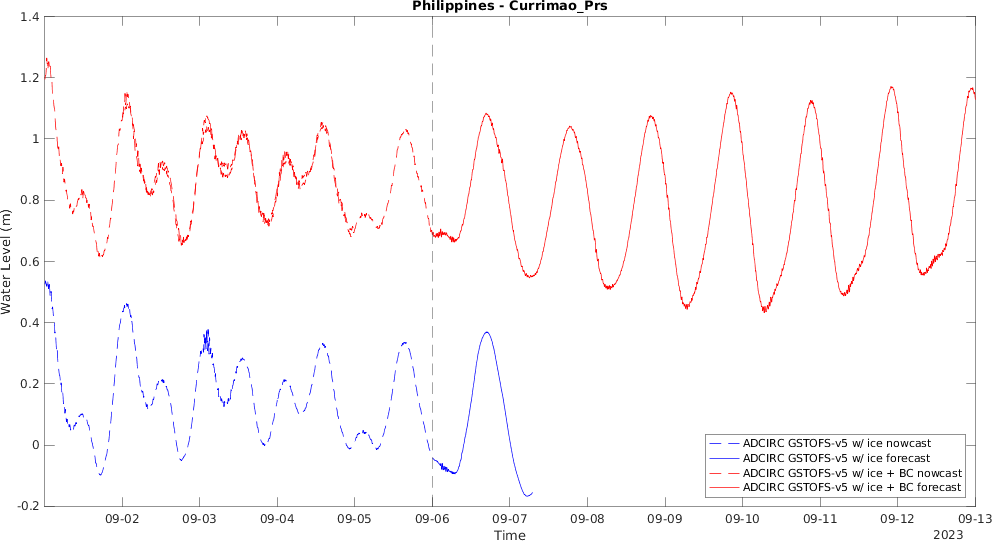 Philippines - Currimao_Prs
Water Level (m)
1.4
1.2
1
0.8
0.6
0.4
0.2
0
-0.2
ADCIRC GSTOFS-v5 w/ ice nowcast
ADCIRC GSTOFS-v5 w/ ice forecast
ADCIRC GSTOFS-v5 w/ ice + BC nowcast
ADCIRC GSTOFS-v5 w/ ice + BC forecast
09-02 09-03 09-04 09-05 09-06 09-07 09-08 09-09 09-10 09-11 09-12 09-13
Time
2023